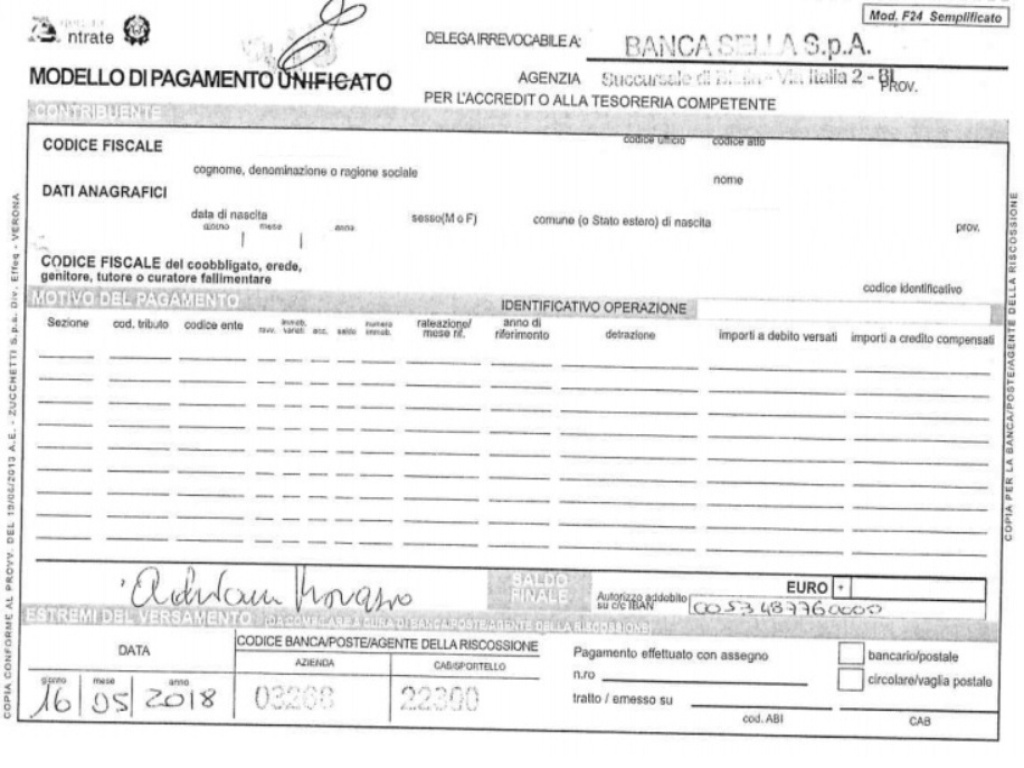 Mod. F24 Semplificato
ntrate
DELEGA IRREVOCABILE A: BANCA SELLA S.p.A.
MODELLO DI PAGAMENTO UNIFICATO
AGENZIA Succursale di Biella - Via Italia 2 - BI PROV.
PER L'ACCREDITO ALLA TESORERIA COMPETENTE
CONTRIBUENTE
CODICE FISCALE
codice ufficio codice atto
cognome, denominazione o ragione sociale
nome
DATI ANAGRAFICI
data di nascita
sesso(M o F)
comune (o Stato estero) di nascita
prov.
giorno mese anno
CODICE FISCALE del coobbligato, erede,
genitore, tutore o curatore fallimentare
codice identificativo
MOTIVO DEL PAGAMENTO
IDENTIFICATIVO OPERAZIONE
Sezione cod. tributo codice ente ravv. immob. variati acc. saldo numero immob. rateazione/ mese rif. anno di riferimento detrazione importi a debito versati importi a credito compensati
SALDO
FINALE
EURO +
Autorizzo addebito
su c/c IBAN
0053487760000
ESTREMI DEL VERSAMENTO (DA COMPILARE A CURA DI BANCA/POSTE/AGENTE DELLA RISCOSSIONE)
DATA
CODICE BANCA/POSTE/AGENTE DELLA RISCOSSIONE
AZIENDA
CAB/SPORTELLO
giorno mese anno
16 05 2018
03268
22300
Pagamento effettuato con assegno
n.ro
tratto / emesso su
cod. ABI
CAB
bancario/postale
circolare/vaglia postale
COPIA CONFORME AL PROVV. DEL 19/06/2013 A.E. - ZUCCHETTI S.p.a. Div. Effeq - VERONA
COPIA PER LA BANCA/POSTE/AGENTE DELLA RISCOSSIONE